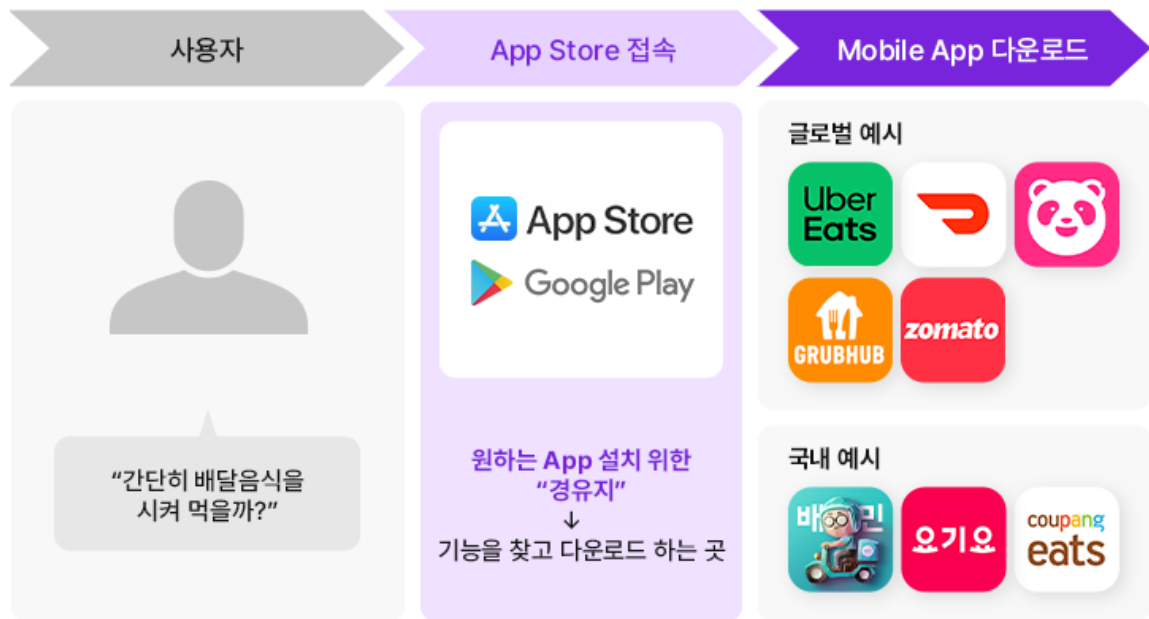 사용자
App Store 접속
Mobile App 다운로드
“간단히 배달음식을
시켜 먹을까?”
App Store
Google Play
원하는 App 설치 위한
“경유지”
↓
기능을 찾고 다운로드 하는 곳
글로벌 예시
Uber
Eats
GRUBHUB
zomato
국내 예시
배 민
요기요
coupang
eats